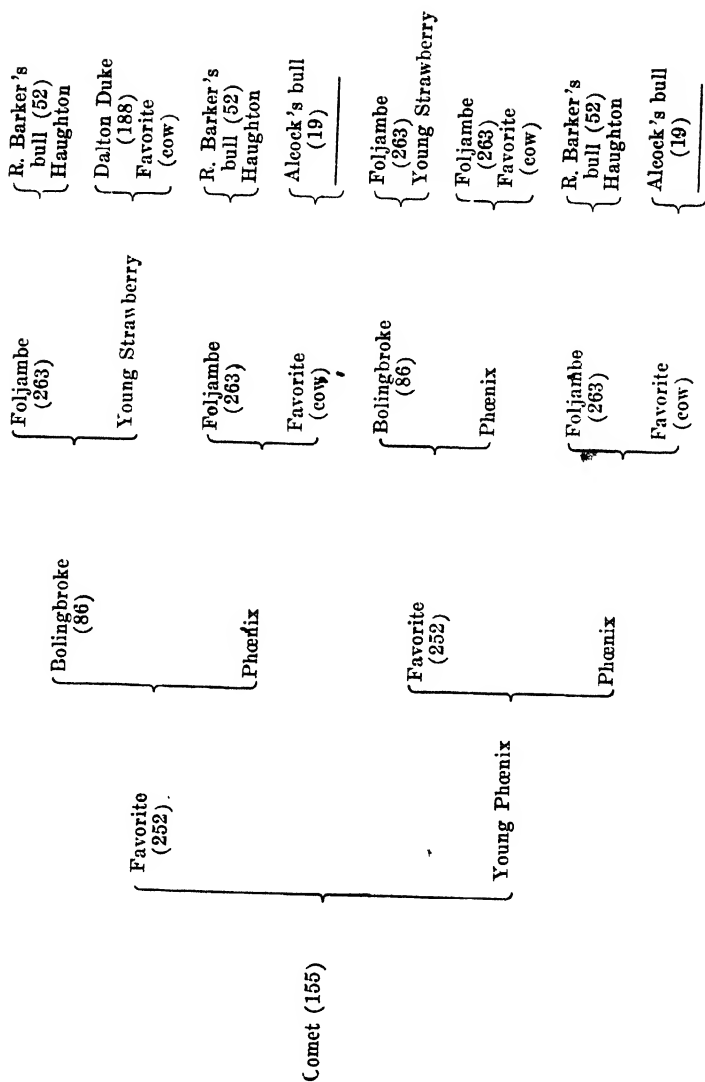 Comet (155)
Favorite
(252).
Young Phœnix
Bolingbroke
(86)
Phœnix
Favorite
(252)
Phœnix
Foljambe
(263)
Young Strawberry
Foljambe
(263)
Favorite
(cow)
Bolingbroke
(86)
Phœnix
Foljambe
(263)
Favorite
(cow)
R. Barker's
bull (52)
Haughton
Dalton Duke
(188)
Favorite
(cow)
R. Barker's
bull (52)
Haughton
Alcock's bull
(19)
Foljambe
(263)
Young Strawberry
Foljambe
(263)
Favorite
(cow)
R. Barker's
bull (52)
Haughton
Alcock's bull
(19)